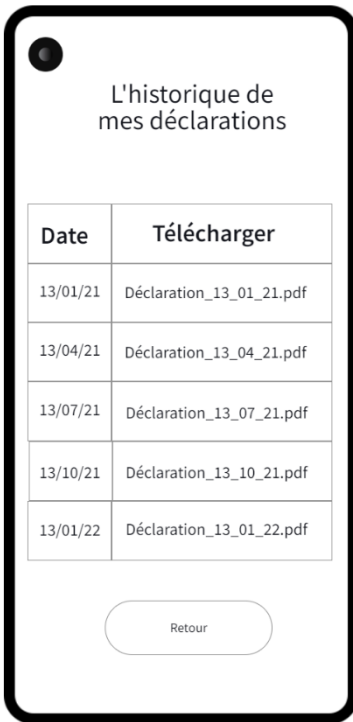 L'historique de
mes déclarations
Date Télécharger
13/01/21 Déclaration_13_01_21.pdf
13/04/21 Déclaration_13_04_21.pdf
13/07/21 Déclaration_13_07_21.pdf
13/10/21 Déclaration_13_10_21.pdf
13/01/22 Déclaration_13_01_22.pdf
Retour